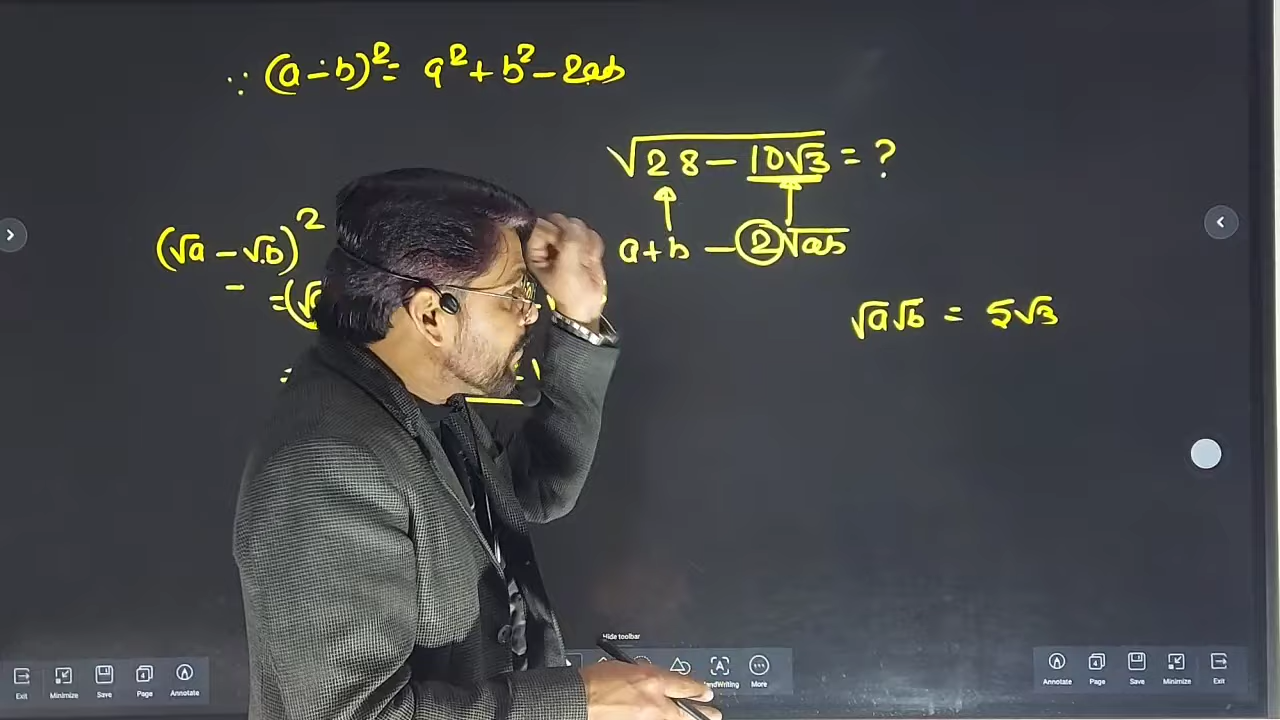 ∵ (a - b)² = a² + b² - 2ab
√28 - 10√3 = ?
(√a - √b)²
a + b - 2√ab
= (√a
√a√b = 5√3
=
Hide toolbar
Exit Minimize Save Page Annotate
HandWriting More
Annotate Page Save Minimize Exit